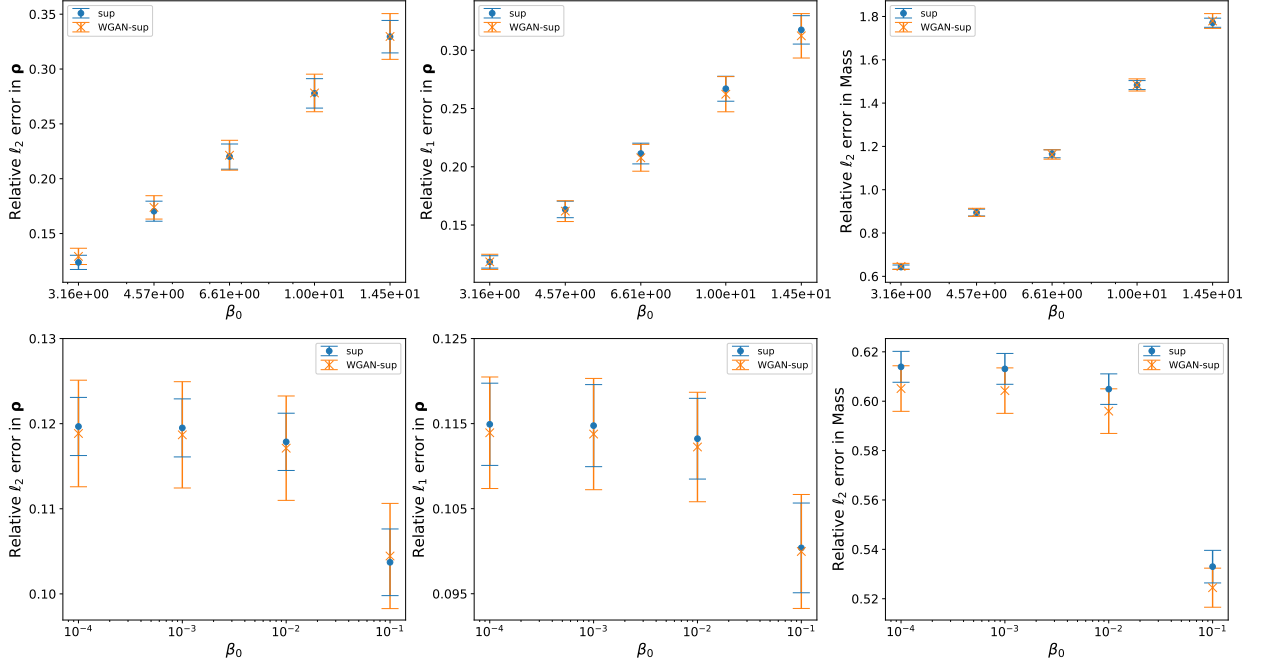 Relative ℓ₂ error in ρ
0.35
0.30
0.25
0.20
0.15
sup
WGAN-sup
3.16e+00
4.57e+00
6.61e+00
1.00e+01
1.45e+01
β₀
Relative ℓ₁ error in ρ
0.30
0.25
0.20
0.15
sup
WGAN-sup
3.16e+00
4.57e+00
6.61e+00
1.00e+01
1.45e+01
β₀
Relative ℓ₂ error in Mass
1.8
1.6
1.4
1.2
1.0
0.8
0.6
sup
WGAN-sup
3.16e+00
4.57e+00
6.61e+00
1.00e+01
1.45e+01
β₀
Relative ℓ₂ error in ρ
0.13
0.12
0.11
0.10
sup
WGAN-sup
10⁻⁴
10⁻³
10⁻²
10⁻¹
β₀
Relative ℓ₁ error in ρ
0.125
0.115
0.105
0.095
sup
WGAN-sup
10⁻⁴
10⁻³
10⁻²
10⁻¹
β₀
Relative ℓ₂ error in Mass
0.62
0.60
0.58
0.56
0.54
0.52
sup
WGAN-sup
10⁻⁴
10⁻³
10⁻²
10⁻¹
β₀